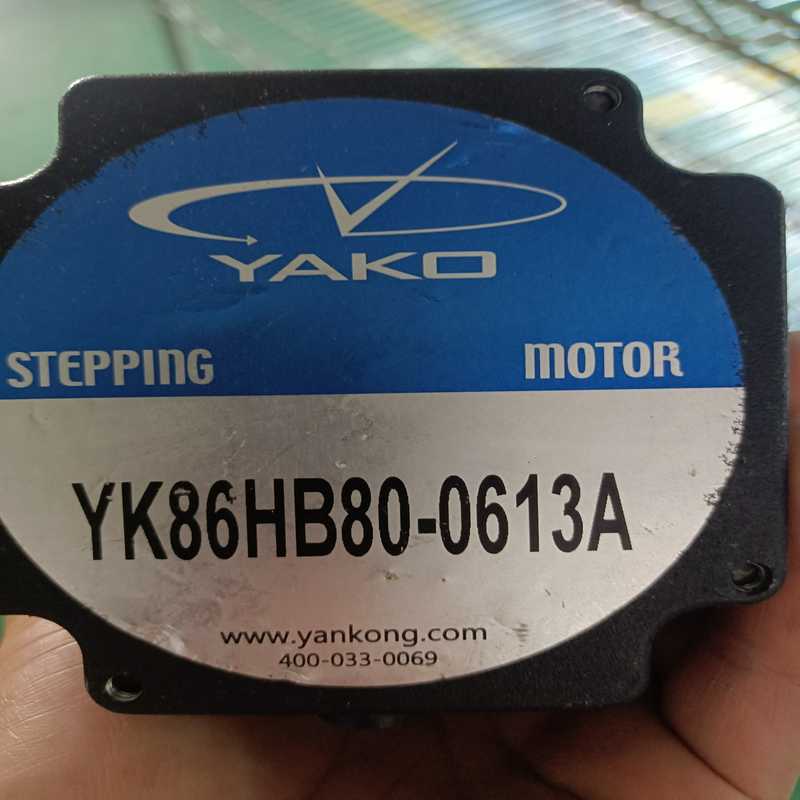 YAKO
STEPPING MOTOR
YK86HB80-0613A
www.yankong.com
400-033-0069